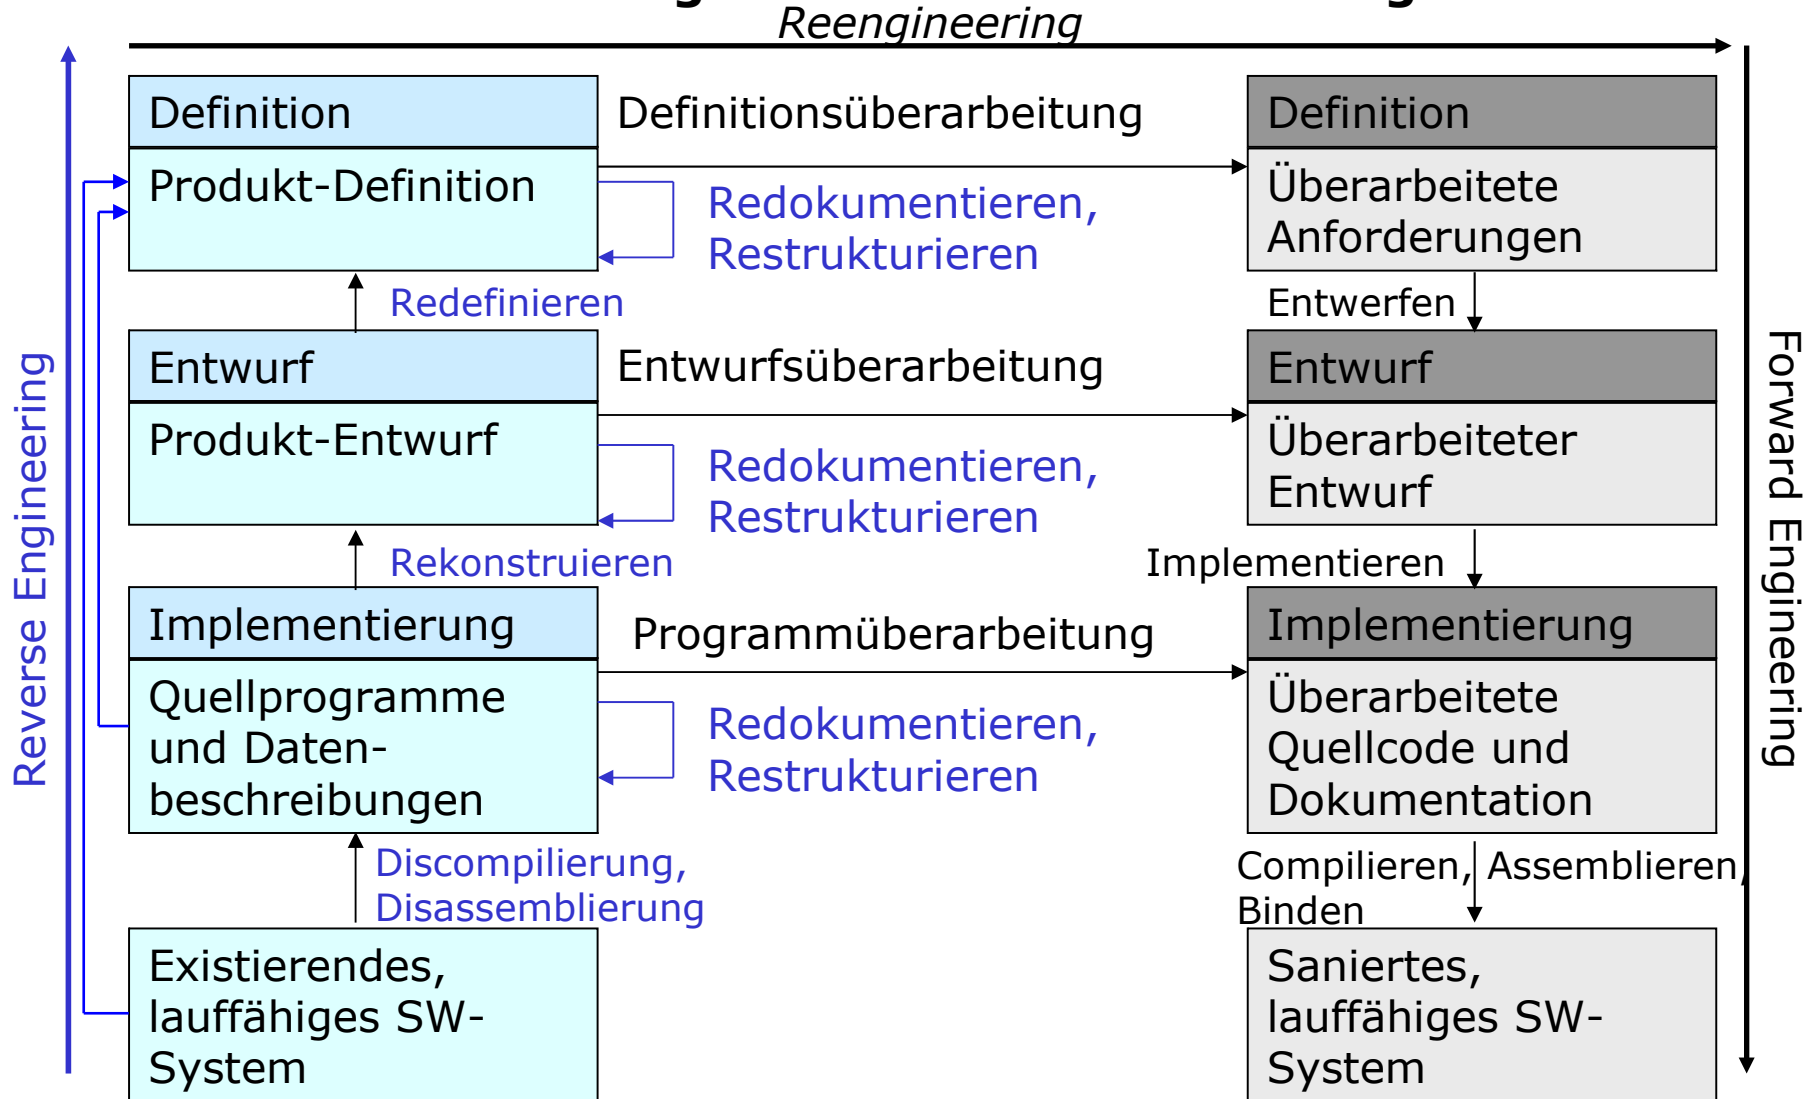 Reengineering
Definition
Definitionsüberarbeitung
Definition
Produkt-Definition
Redokumentieren,
Restrukturieren
Überarbeitete
Anforderungen
Redefinieren
Entwerfen
Entwurf
Entwurfsüberarbeitung
Entwurf
Produkt-Entwurf
Redokumentieren,
Restrukturieren
Überarbeiteter
Entwurf
Rekonstruieren
Implementieren
Implementierung
Programmüberarbeitung
Implementierung
Quellprogramme
und Daten-
beschreibungen
Redokumentieren,
Restrukturieren
Überarbeitete
Quellcode und
Dokumentation
Discompilierung,
Disassemblierung
Compilieren, Assemblieren,
Binden
Existierendes,
lauffähiges SW-
System
Saniertes,
lauffähiges SW-
System
Reverse Engineering
Forward Engineering